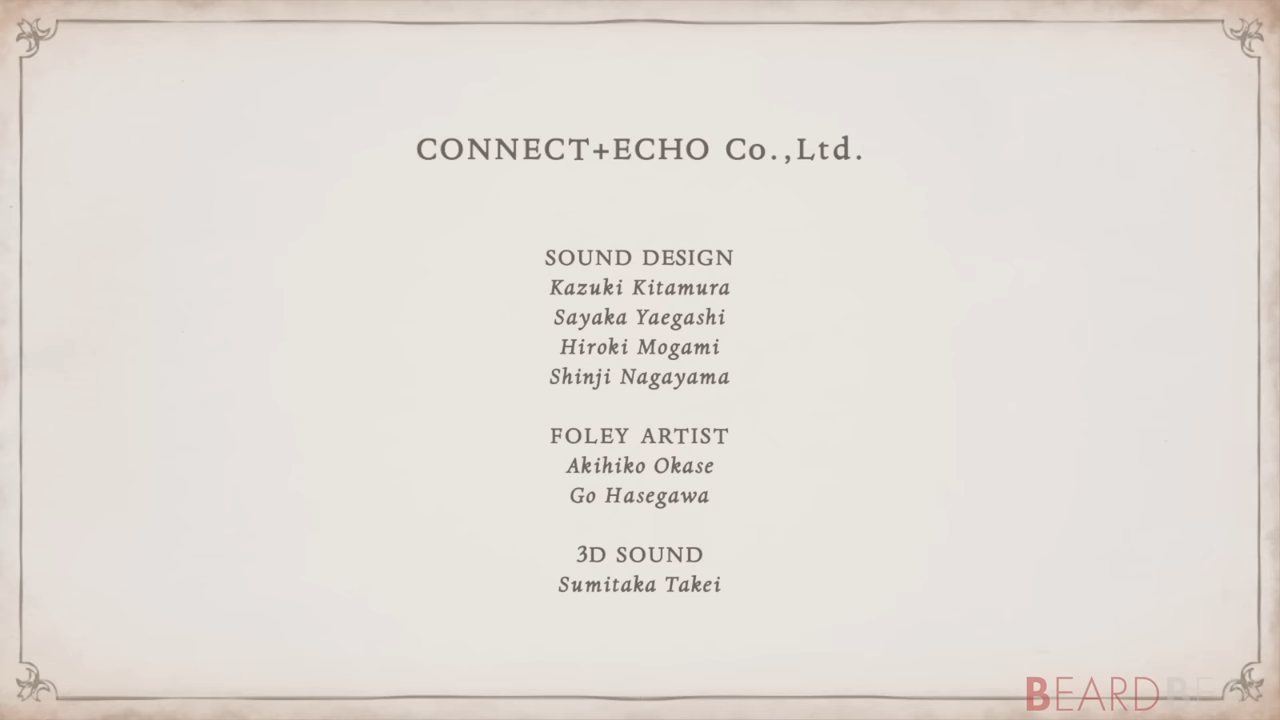 CONNECT+ECHO Co.,Ltd.
SOUND DESIGN
Kazuki Kitamura
Sayaka Yaegashi
Hiroki Mogami
Shinji Nagayama
FOLEY ARTIST
Akihiko Okase
Go Hasegawa
3D SOUND
Sumitaka Takei
BEARD